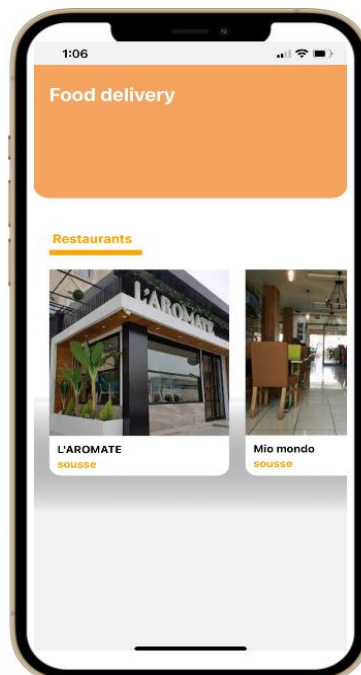 1:06
Food delivery
Restaurants
L'AROMATE
L'AROMATE
sousse
Mio mondo
sousse